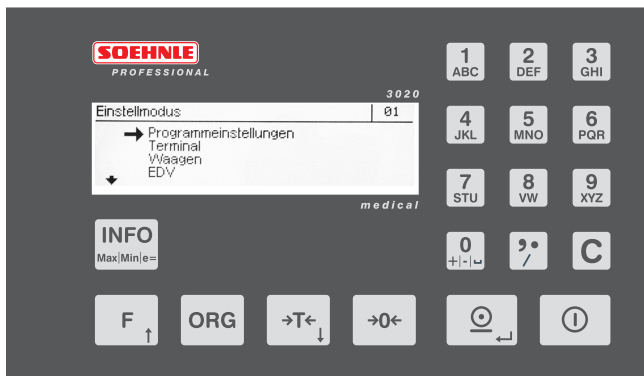 SOEHNLE
PROFESSIONAL
3020
Einstellmodus 01
Programmeinstellungen
Terminal
Waagen
EDV
medical
1 2 3
ABC DEF GHI
4 5 6
JKL MNO PQR
7 8 9
STU VW XYZ
INFO
Max|Min|e=
0 , • C
+|-|⎵ /
F ↑ ORG →T← ↓ →0←